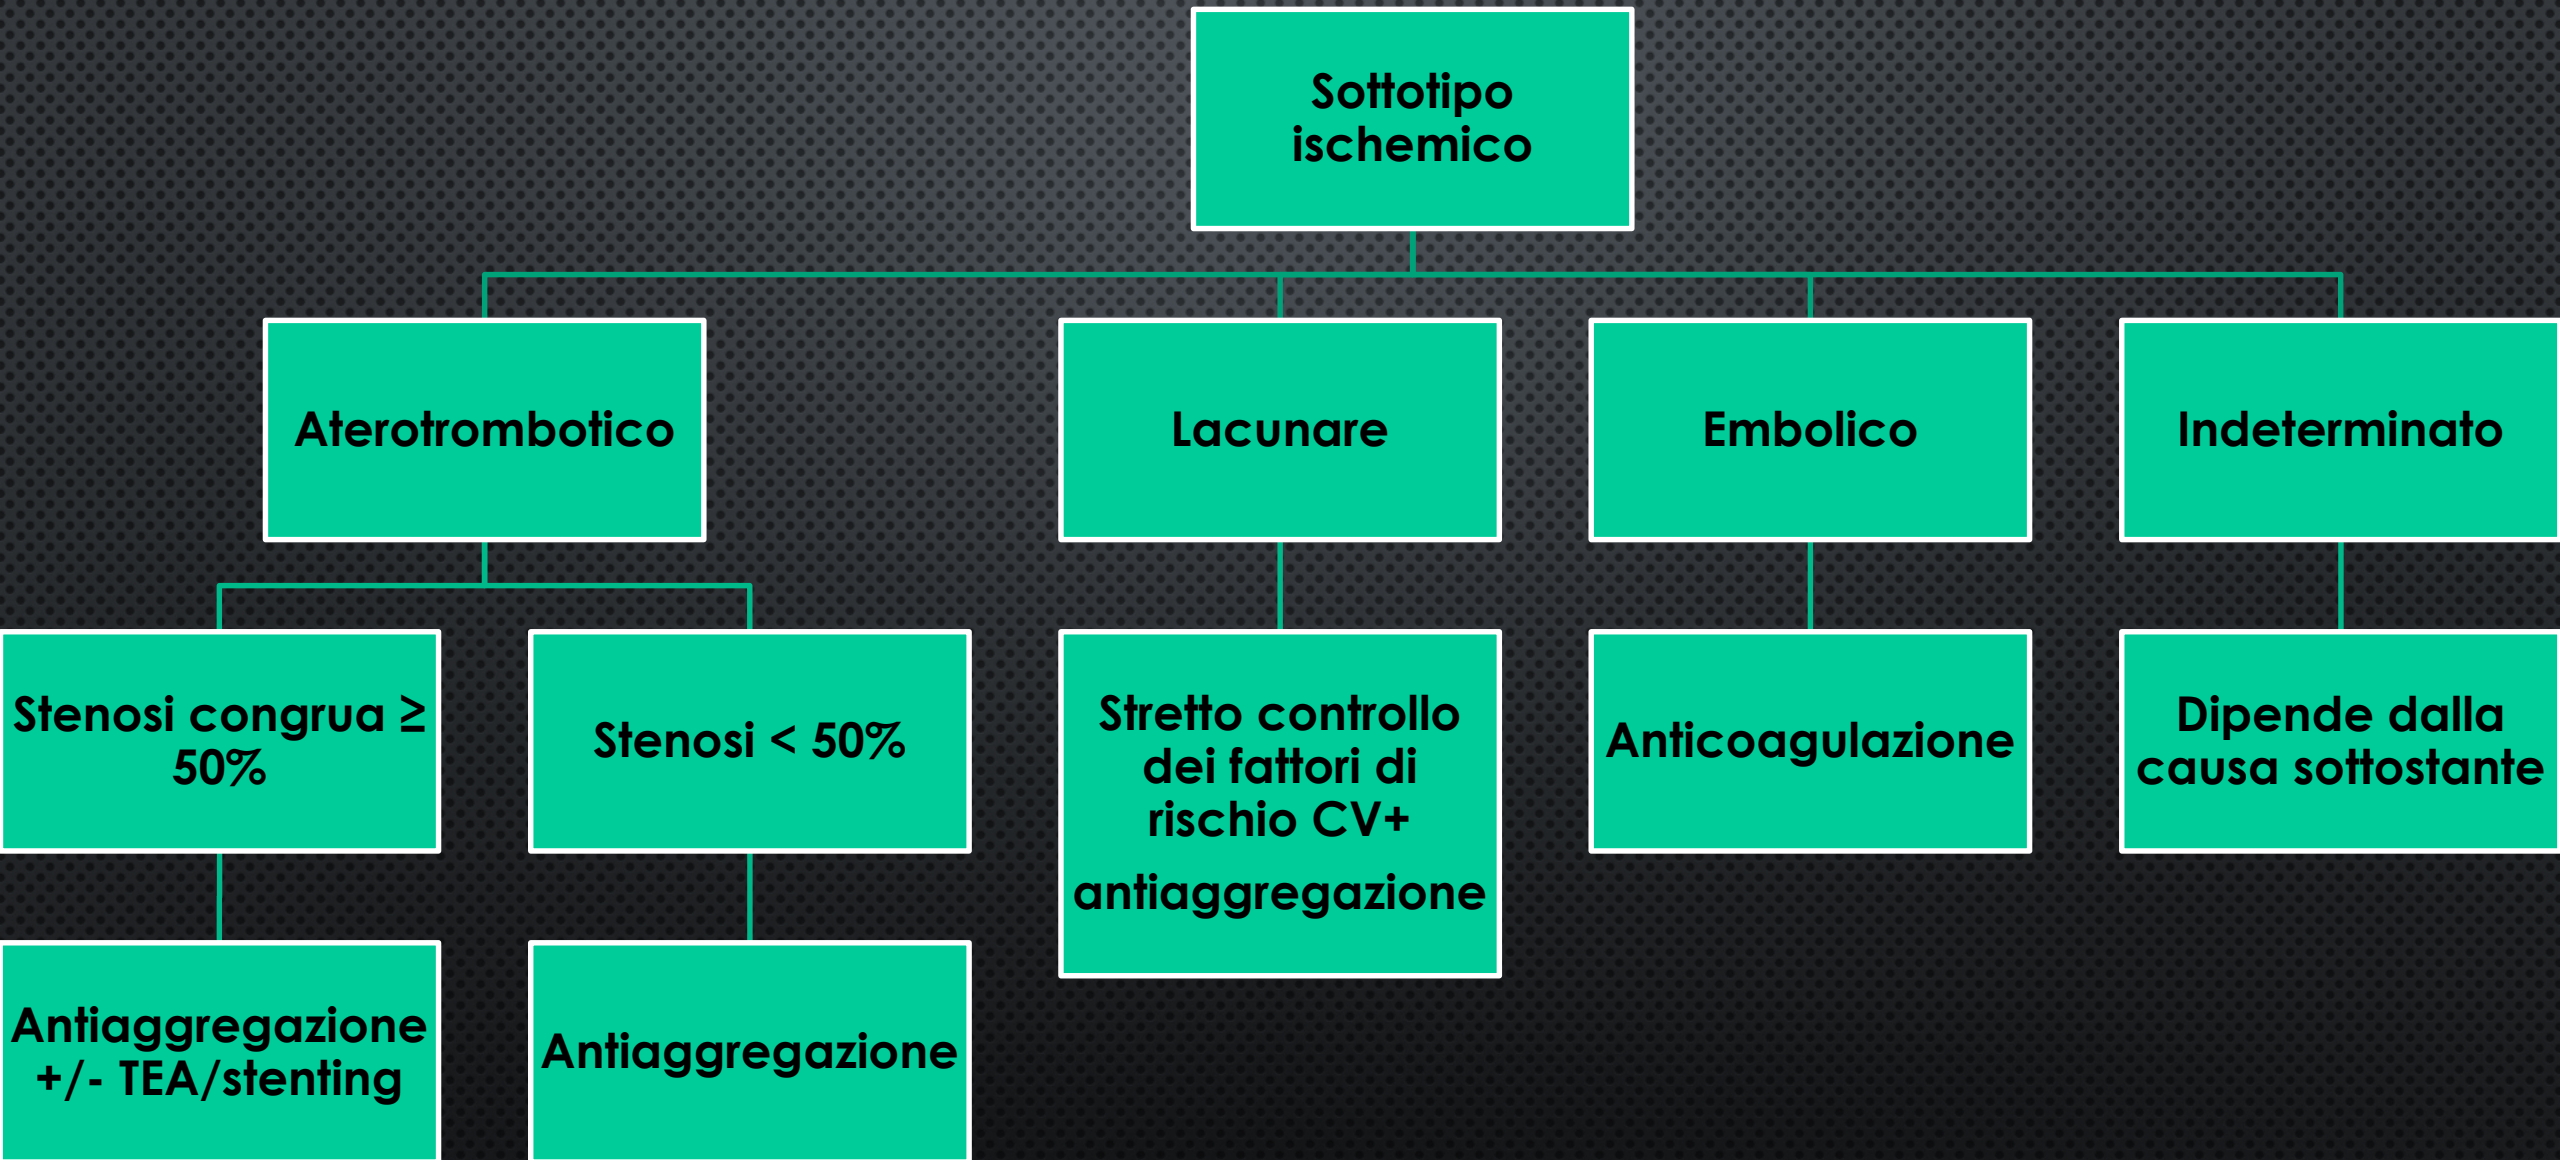 Sottotipo
ischemico
Aterotrombotico
Lacunare
Embolico
Indeterminato
Stenosi congrua ≥
50%
Stenosi < 50%
Stretto controllo
dei fattori di
rischio CV+
antiaggregazione
Anticoagulazione
Dipende dalla
causa sottostante
Antiaggregazione
+/- TEA/stenting
Antiaggregazione